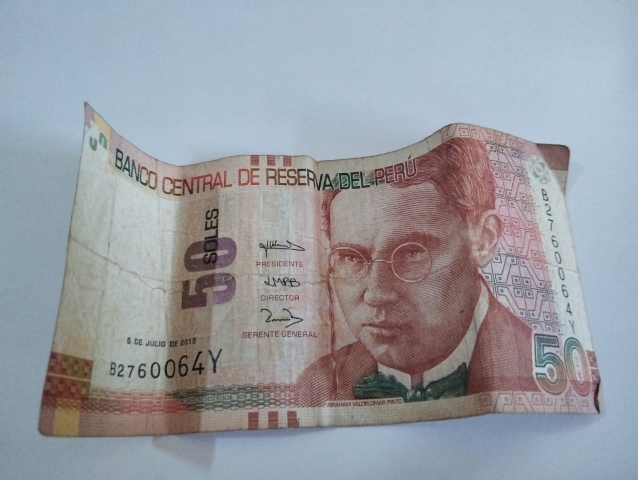 BANCO CENTRAL DE RESERVA DEL PERÚ
50 SOLES
PRESIDENTE
DIRECTOR
GERENTE GENERAL
5 DE JULIO DE 2018
B2760064Y
B2760064Y
ABRAHAM VALDELOMAR PINTO
50